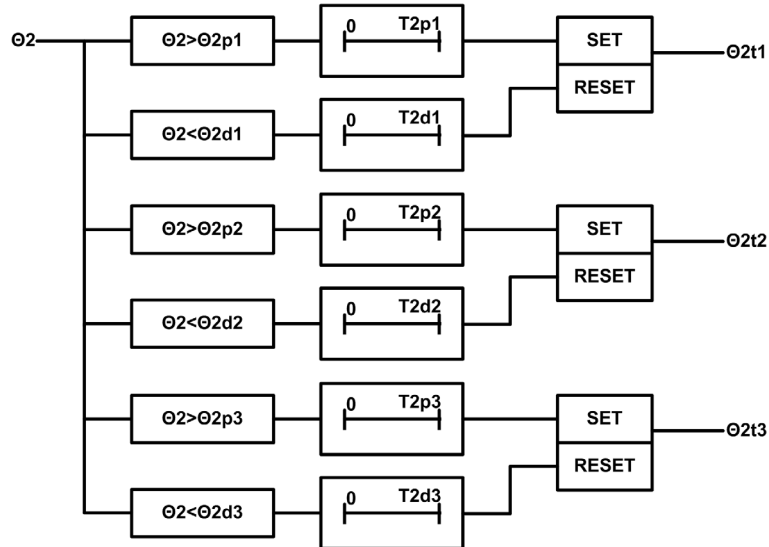 Θ2
Θ2>Θ2p1
0
T2p1
SET
Θ2t1
RESET
Θ2<Θ2d1
0
T2d1
Θ2>Θ2p2
0
T2p2
SET
Θ2t2
RESET
Θ2<Θ2d2
0
T2d2
Θ2>Θ2p3
0
T2p3
SET
Θ2t3
RESET
Θ2<Θ2d3
0
T2d3